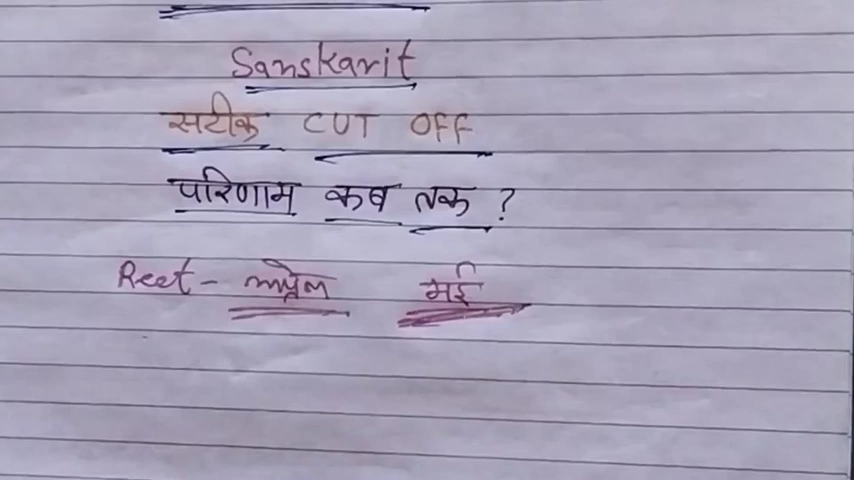 Sanskarit
सटीक CUT OFF
परिणाम कब तक ?
Reet - अप्रेल मई